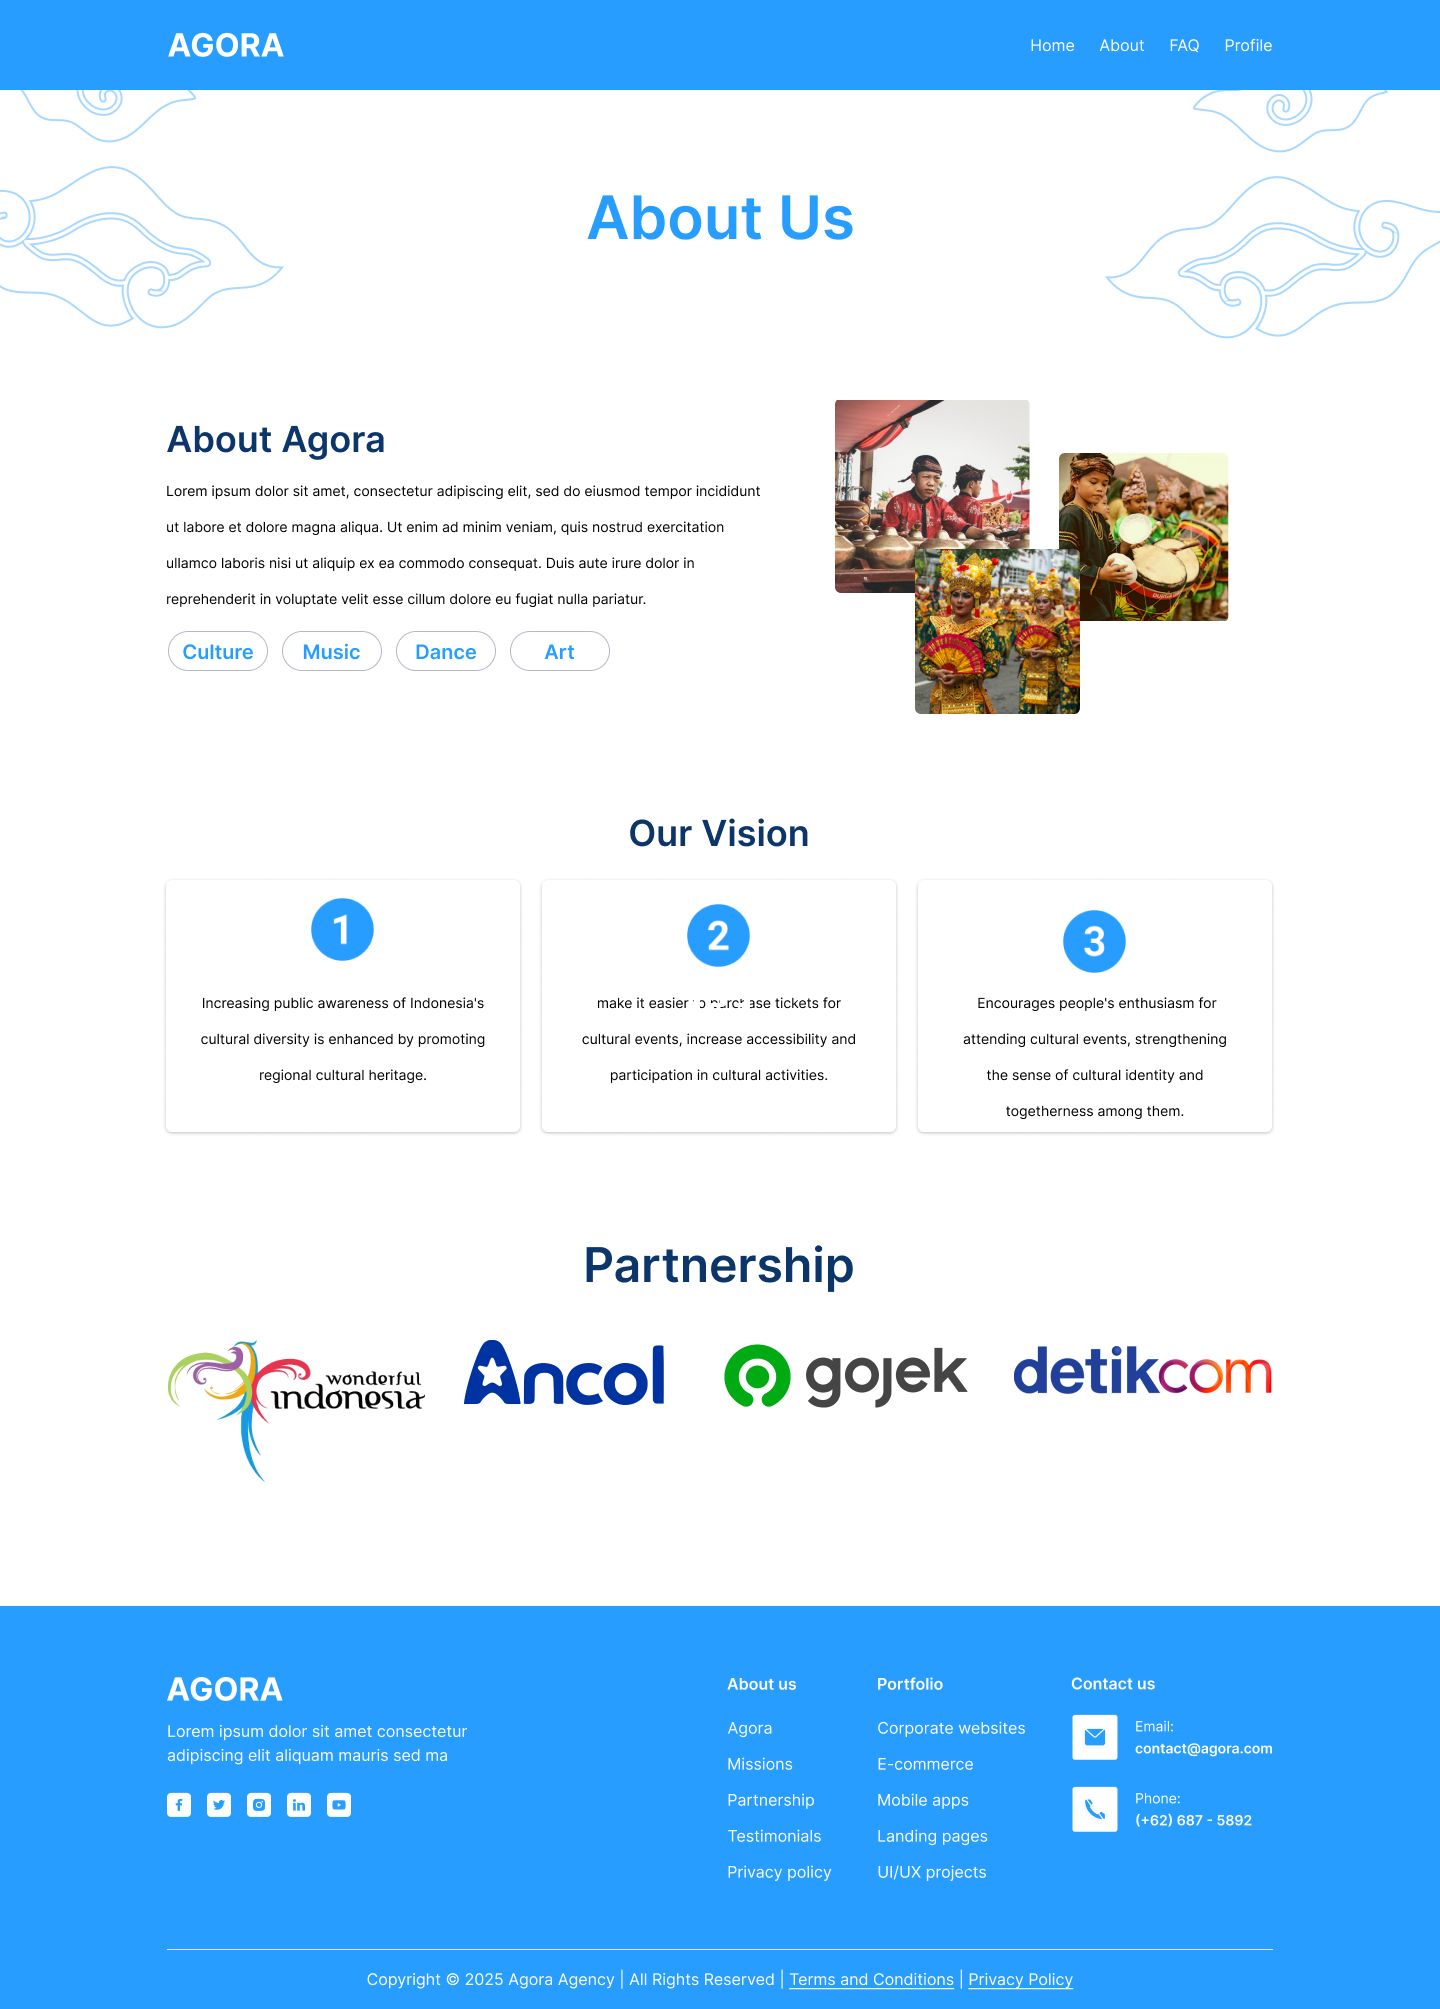 AGORA
Home About FAQ Profile
About Us
About Agora
Lorem ipsum dolor sit amet, consectetur adipiscing elit, sed do eiusmod tempor incididunt
ut labore et dolore magna aliqua. Ut enim ad minim veniam, quis nostrud exercitation
ullamco laboris nisi ut aliquip ex ea commodo consequat. Duis aute irure dolor in
reprehenderit in voluptate velit esse cillum dolore eu fugiat nulla pariatur.
Culture Music Dance Art
Our Vision
1
Increasing public awareness of Indonesia's
cultural diversity is enhanced by promoting
regional cultural heritage.
2
make it easier to purchase tickets for
cultural events, increase accessibility and
participation in cultural activities.
3
Encourages people's enthusiasm for
attending cultural events, strengthening
the sense of cultural identity and
togetherness among them.
Partnership
wonderful
indonesia
Ancol
gojek
detikcom
AGORA
Lorem ipsum dolor sit amet consectetur
adipiscing elit aliquam mauris sed ma
About us
Agora
Missions
Partnership
Testimonials
Privacy policy
Portfolio
Corporate websites
E-commerce
Mobile apps
Landing pages
UI/UX projects
Contact us
Email:
contact@agora.com
Phone:
(+62) 687 - 5892
Copyright © 2025 Agora Agency | All Rights Reserved | Terms and Conditions | Privacy Policy